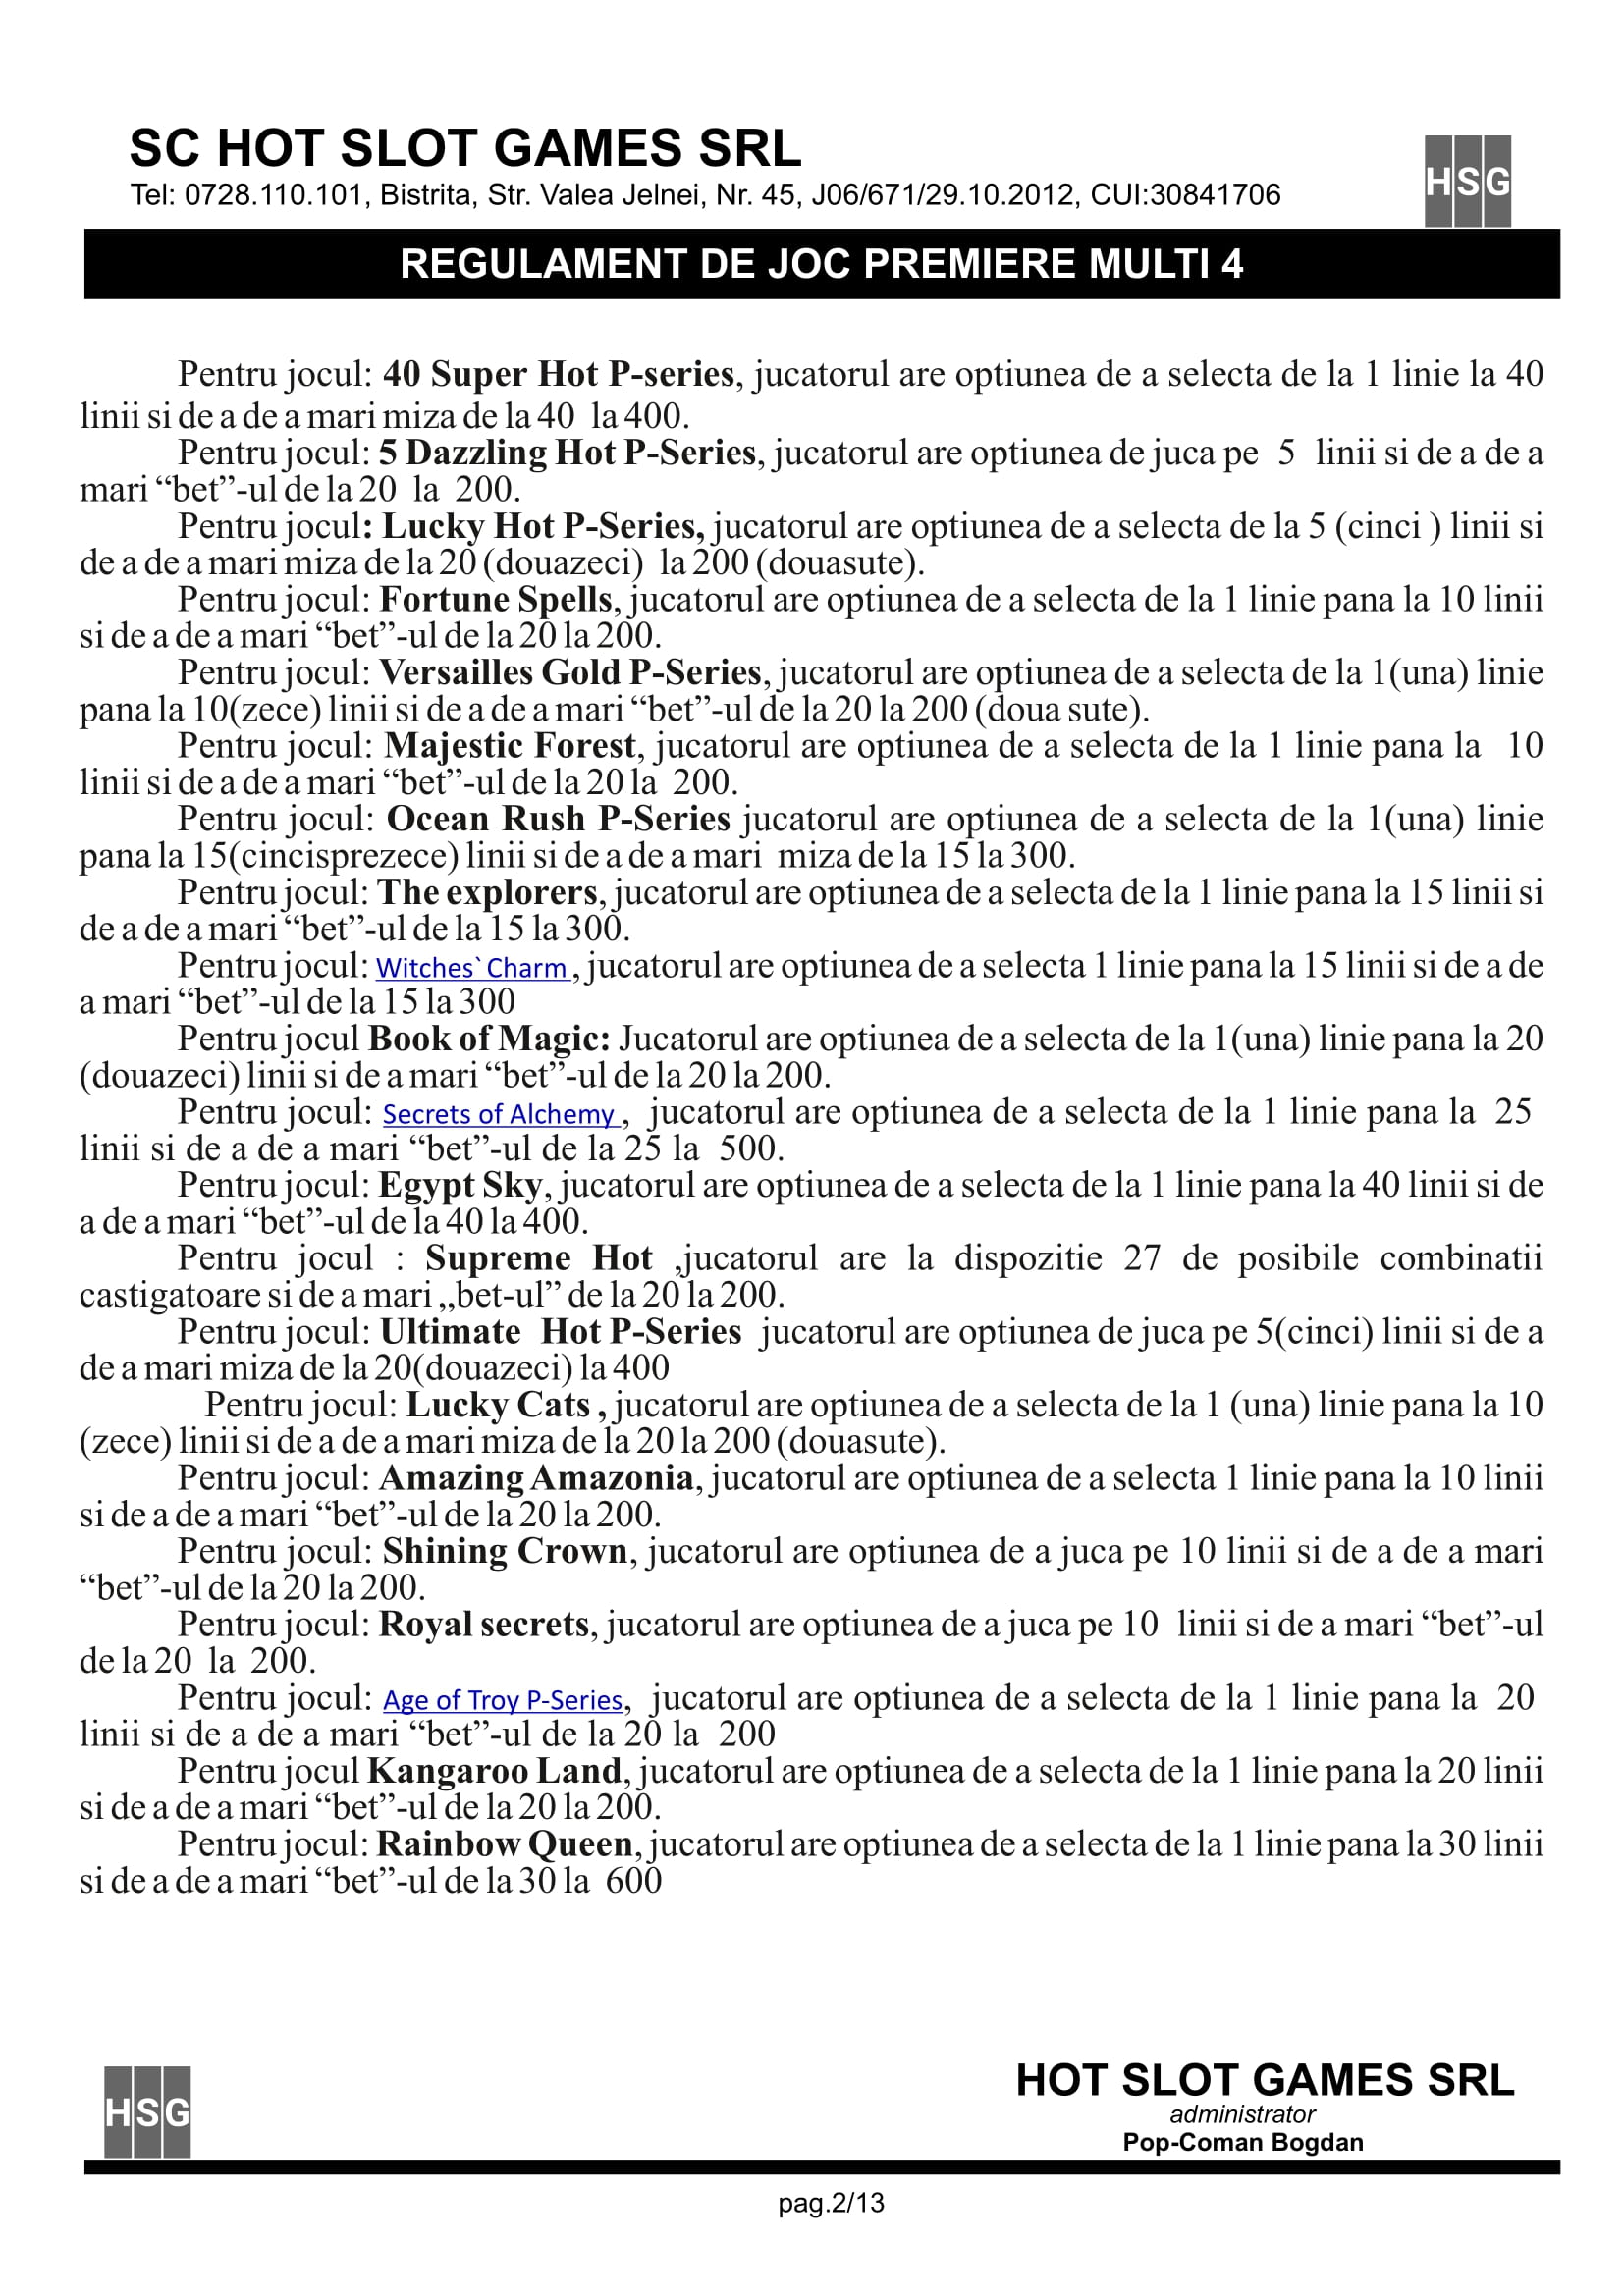 SC HOT SLOT GAMES SRL
Tel: 0728.110.101, Bistrita, Str. Valea Jelnei, Nr. 45, J06/671/29.10.2012, CUI:30841706
HSG
REGULAMENT DE JOC PREMIERE MULTI 4
Pentru jocul: 40 Super Hot P-series, jucatorul are optiunea de a selecta de la 1 linie la 40
linii si de a de a mari miza de la 40 la 400.
Pentru jocul: 5 Dazzling Hot P-Series, jucatorul are optiunea de juca pe 5 linii si de a de a
mari “bet”-ul de la 20 la 200.
Pentru jocul: Lucky Hot P-Series, jucatorul are optiunea de a selecta de la 5 (cinci ) linii si
de a de a mari miza de la 20 (douazeci) la 200 (douasute).
Pentru jocul: Fortune Spells, jucatorul are optiunea de a selecta de la 1 linie pana la 10 linii
si de a de a mari “bet”-ul de la 20 la 200.
Pentru jocul: Versailles Gold P-Series, jucatorul are optiunea de a selecta de la 1(una) linie
pana la 10(zece) linii si de a de a mari “bet”-ul de la 20 la 200 (doua sute).
Pentru jocul: Majestic Forest, jucatorul are optiunea de a selecta de la 1 linie pana la 10
linii si de a de a mari “bet”-ul de la 20 la 200.
Pentru jocul: Ocean Rush P-Series jucatorul are optiunea de a selecta de la 1(una) linie
pana la 15(cincisprezece) linii si de a de a mari miza de la 15 la 300.
Pentru jocul: The explorers, jucatorul are optiunea de a selecta de la 1 linie pana la 15 linii si
de a de a mari “bet”-ul de la 15 la 300.
Pentru jocul: Witches` Charm , jucatorul are optiunea de a selecta 1 linie pana la 15 linii si de a de
a mari “bet”-ul de la 15 la 300
Pentru jocul Book of Magic: Jucatorul are optiunea de a selecta de la 1(una) linie pana la 20
(douazeci) linii si de a mari “bet”-ul de la 20 la 200.
Pentru jocul: Secrets of Alchemy , jucatorul are optiunea de a selecta de la 1 linie pana la 25
linii si de a de a mari “bet”-ul de la 25 la 500.
Pentru jocul: Egypt Sky, jucatorul are optiunea de a selecta de la 1 linie pana la 40 linii si de
a de a mari “bet”-ul de la 40 la 400.
Pentru jocul : Supreme Hot ,jucatorul are la dispozitie 27 de posibile combinatii
castigatoare si de a mari „bet-ul” de la 20 la 200.
Pentru jocul: Ultimate Hot P-Series jucatorul are optiunea de juca pe 5(cinci) linii si de a
de a mari miza de la 20(douazeci) la 400
Pentru jocul: Lucky Cats , jucatorul are optiunea de a selecta de la 1 (una) linie pana la 10
(zece) linii si de a de a mari miza de la 20 la 200 (douasute).
Pentru jocul: Amazing Amazonia, jucatorul are optiunea de a selecta 1 linie pana la 10 linii
si de a de a mari “bet”-ul de la 20 la 200.
Pentru jocul: Shining Crown, jucatorul are optiunea de a juca pe 10 linii si de a de a mari
“bet”-ul de la 20 la 200.
Pentru jocul: Royal secrets, jucatorul are optiunea de a juca pe 10 linii si de a mari “bet”-ul
de la 20 la 200.
Pentru jocul: Age of Troy P-Series, jucatorul are optiunea de a selecta de la 1 linie pana la 20
linii si de a de a mari “bet”-ul de la 20 la 200
Pentru jocul Kangaroo Land, jucatorul are optiunea de a selecta de la 1 linie pana la 20 linii
si de a de a mari “bet”-ul de la 20 la 200.
Pentru jocul: Rainbow Queen, jucatorul are optiunea de a selecta de la 1 linie pana la 30 linii
si de a de a mari “bet”-ul de la 30 la 600
HSG
HOT SLOT GAMES SRL
administrator
Pop-Coman Bogdan
pag.2/13